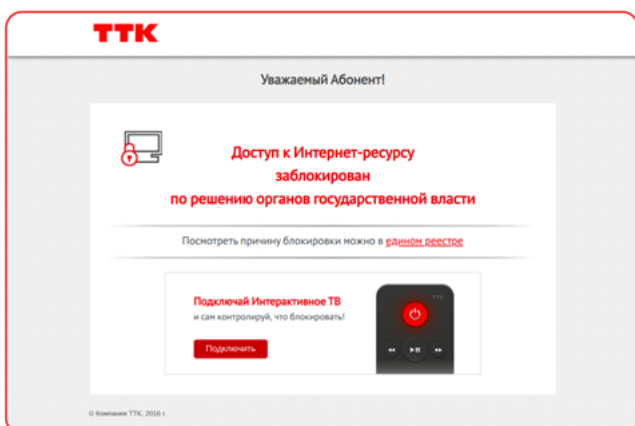 ТТК
Уважаемый Абонент!
Доступ к Интернет-ресурсу
заблокирован
по решению органов государственной власти
Посмотреть причину блокировки можно в едином реестре
Подключай Интерактивное ТВ
и сам контролируй, что блокировать!
Подключить
ТТК
© Компания ТТК, 2016 г.